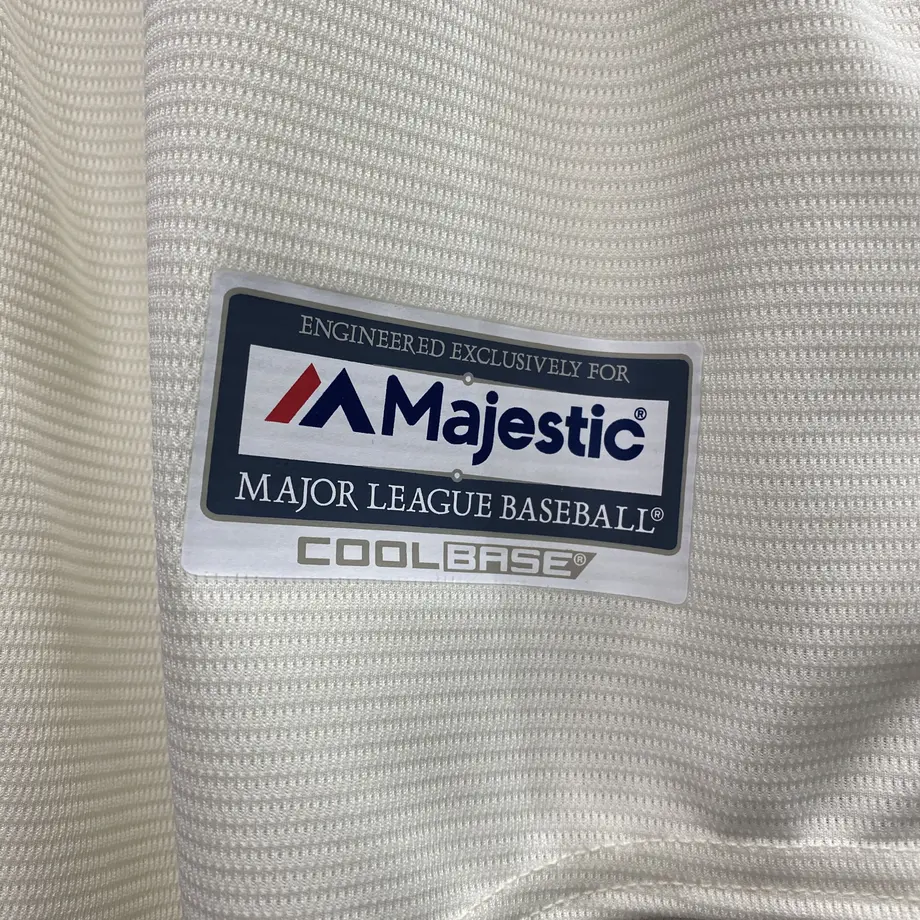 ENGINEERED EXCLUSIVELY FOR
Majestic®
MAJOR LEAGUE BASEBALL®
COOLBASE®